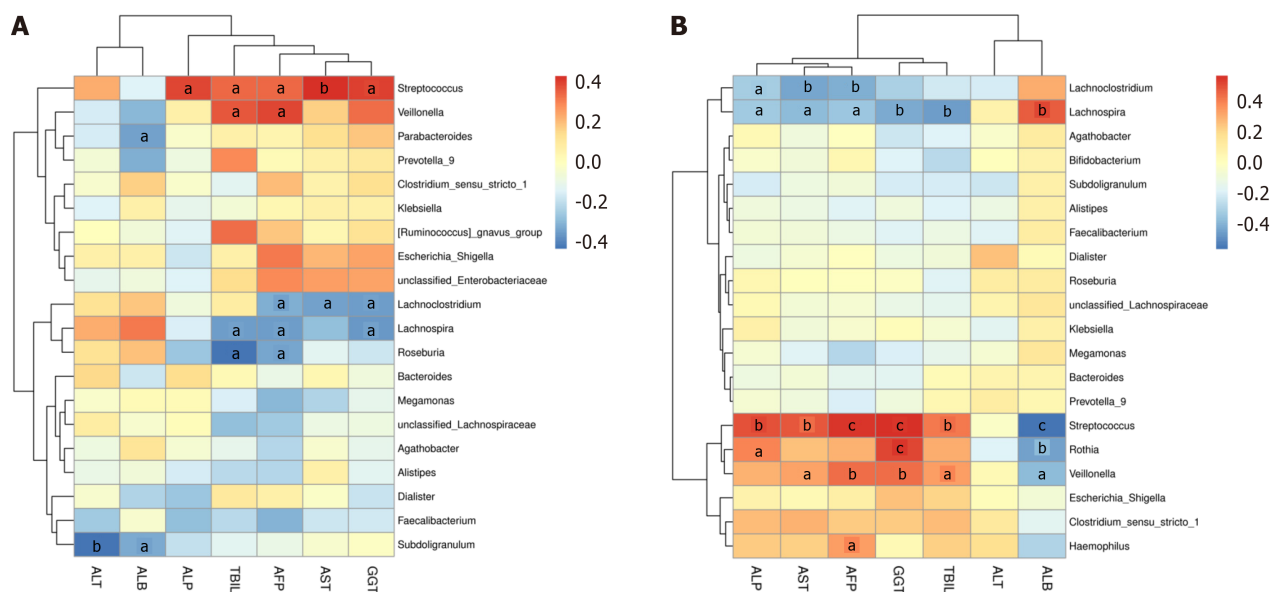 A
B
a a a b a Streptococcus
a a Veillonella
a Parabacteroides
Prevotella_9
Clostridium_sensu_stricto_1
Klebsiella
[Ruminococcus]_gnavus_group
Escherichia_Shigella
unclassified_Enterobacteriaceae
a a a Lachnoclostridium
a a a Lachnospira
a a Roseburia
Bacteroides
Megamonas
unclassified_Lachnospiraceae
Agathobacter
Alistipes
Dialister
Faecalibacterium
b a Subdoligranulum
ALT ALB ALP TBIL AFP AST GGT
0.4
0.2
0.0
-0.2
-0.4
a b b Lachnoclostridium
a a a b b b Lachnospira
Agathobacter
Bifidobacterium
Subdoligranulum
Alistipes
Faecalibacterium
Dialister
Roseburia
unclassified_Lachnospiraceae
Klebsiella
Megamonas
Bacteroides
Prevotella_9
b b c c b c Streptococcus
a c b Rothia
a b b a a Veillonella
Escherichia_Shigella
Clostridium_sensu_stricto_1
a Haemophilus
ALP AST AFP GGT TBIL ALT ALB
0.4
0.2
0.0
-0.2
-0.4